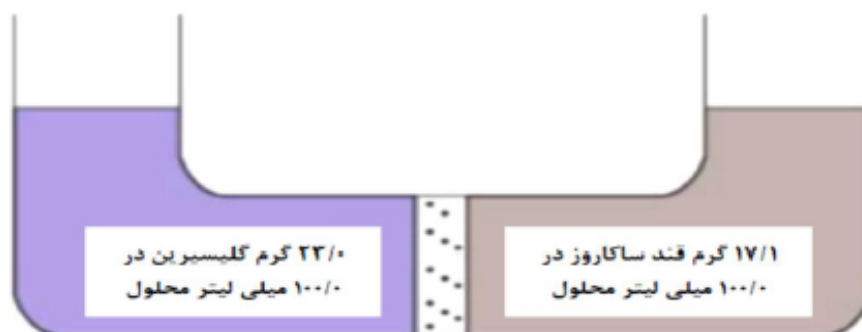 ۲۳/۰ گرم گلیسیرین در
۱۰۰/۰ میلی لیتر محلول
۱۷/۱ گرم قند ساکاروز در
۱۰۰/۰ میلی لیتر محلول